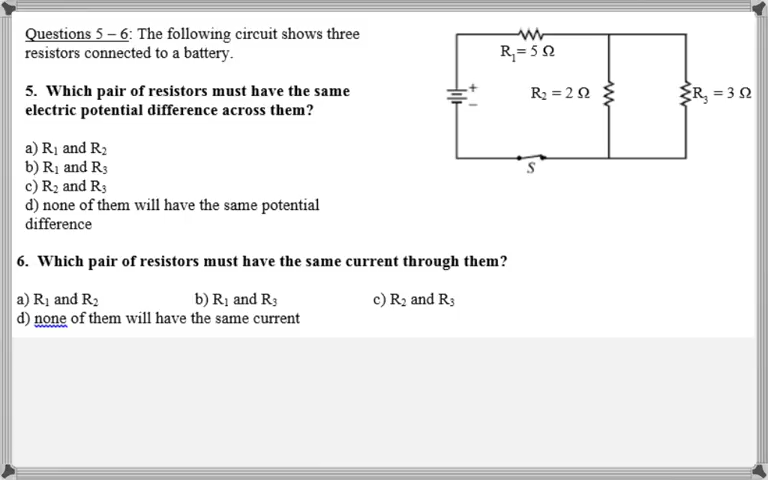 Questions 5 – 6: The following circuit shows three
resistors connected to a battery.
R₁= 5 Ω
R₂ = 2 Ω
R₃ = 3 Ω
+
–
S
5. Which pair of resistors must have the same
electric potential difference across them?
a) R₁ and R₂
b) R₁ and R₃
c) R₂ and R₃
d) none of them will have the same potential
difference
6. Which pair of resistors must have the same current through them?
a) R₁ and R₂ b) R₁ and R₃ c) R₂ and R₃
d) none of them will have the same current